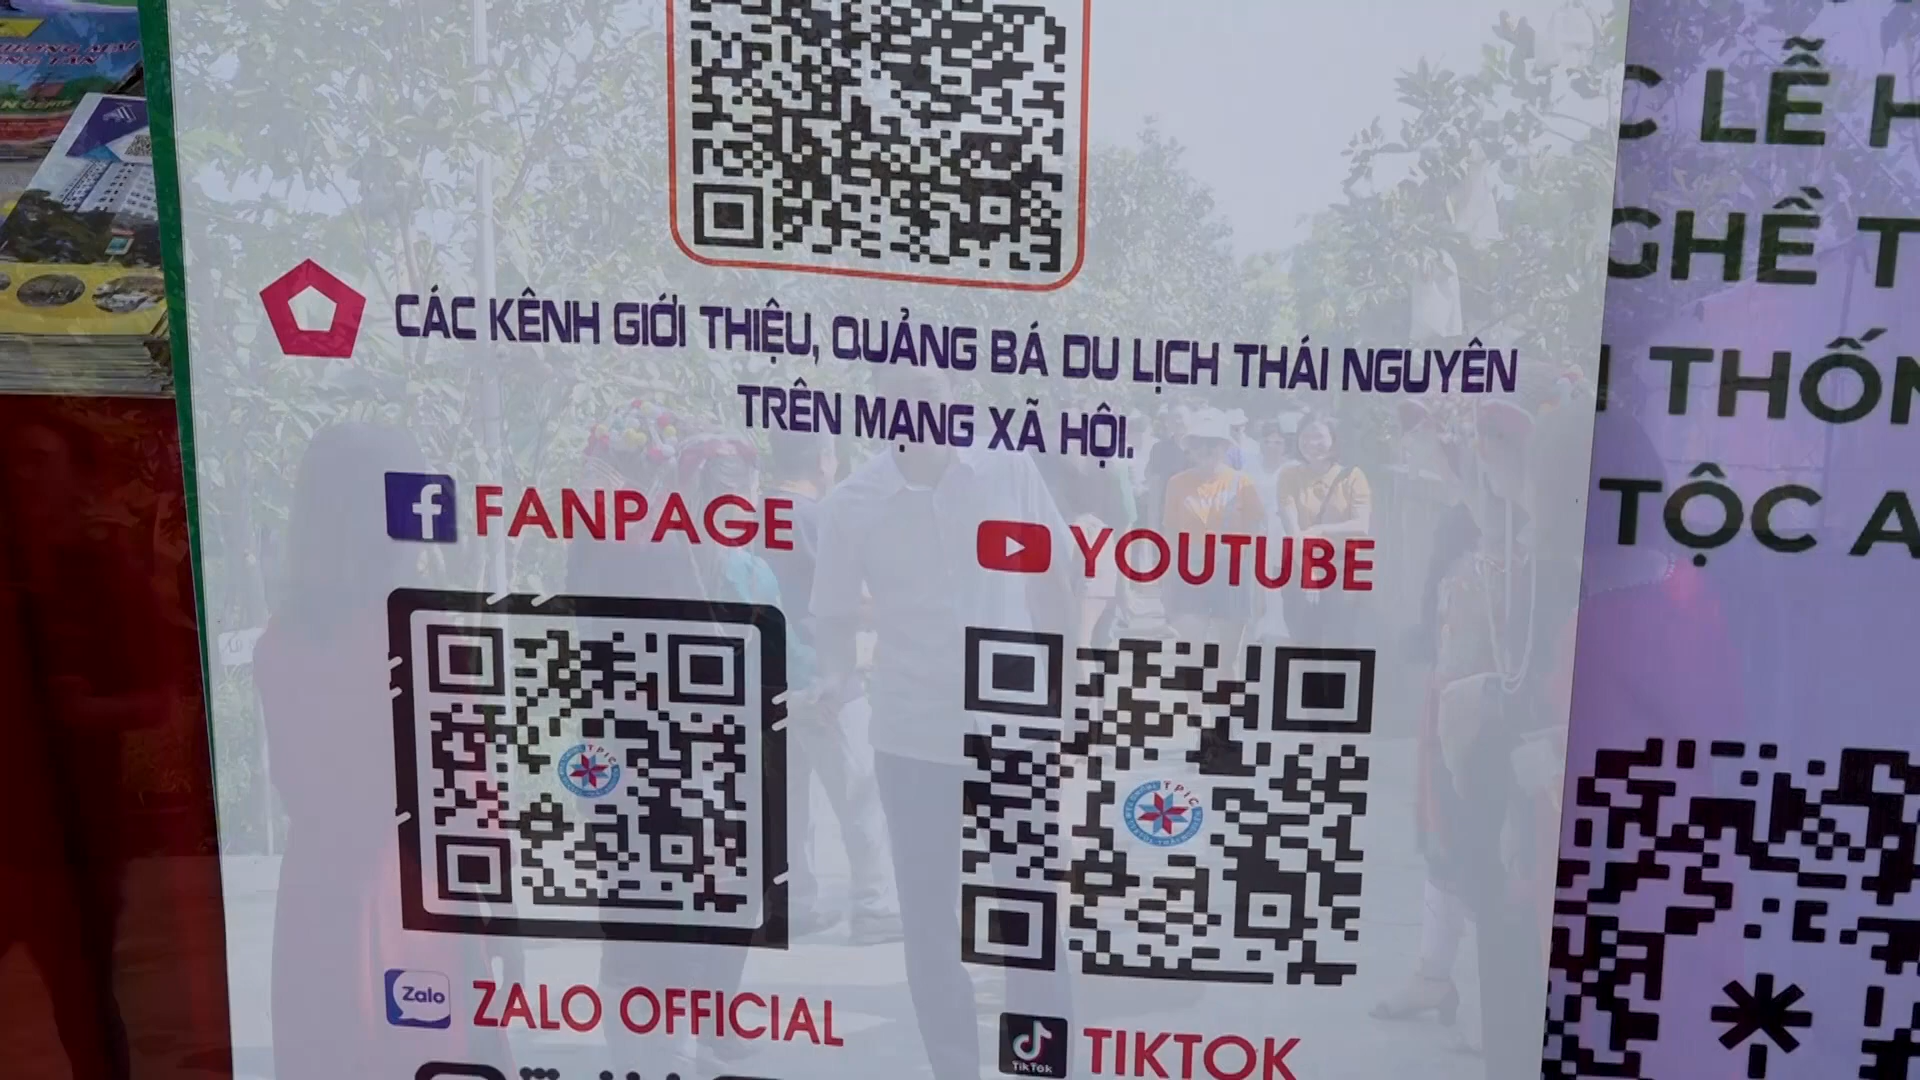 CÁC KÊNH GIỚI THIỆU, QUẢNG BÁ DU LỊCH THÁI NGUYÊN
TRÊN MẠNG XÃ HỘI.
FANPAGE
YOUTUBE
TPIC
TPIC
Zalo
ZALO OFFICIAL
TikTok
TIKTOK
C LỄ H
GHỀ T
THỐN
TỘC A